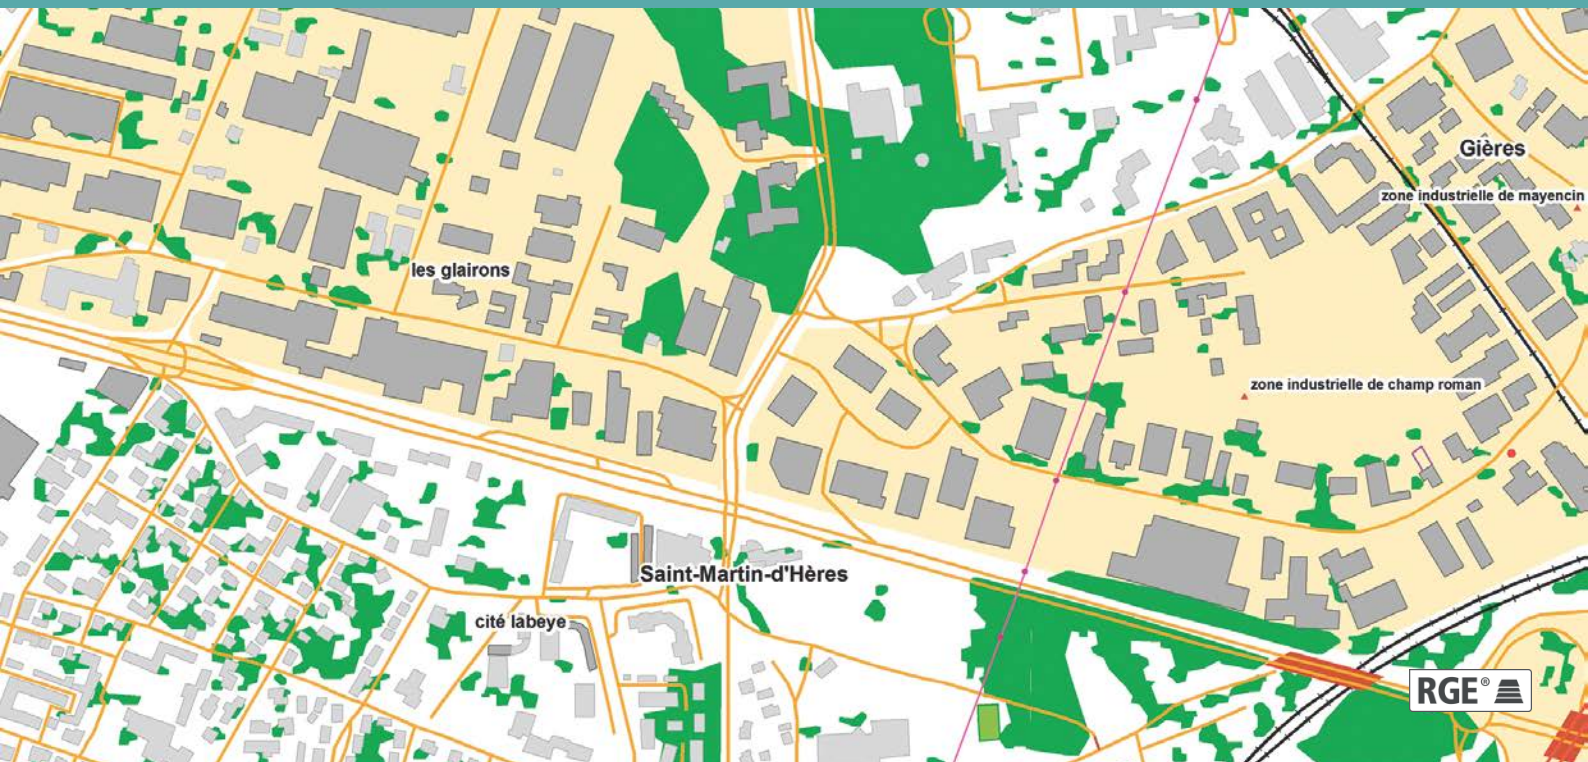 Gières
zone industrielle de mayencin
les glairons
zone industrielle de champ roman
Saint-Martin-d'Hères
cité labeye
RGE®